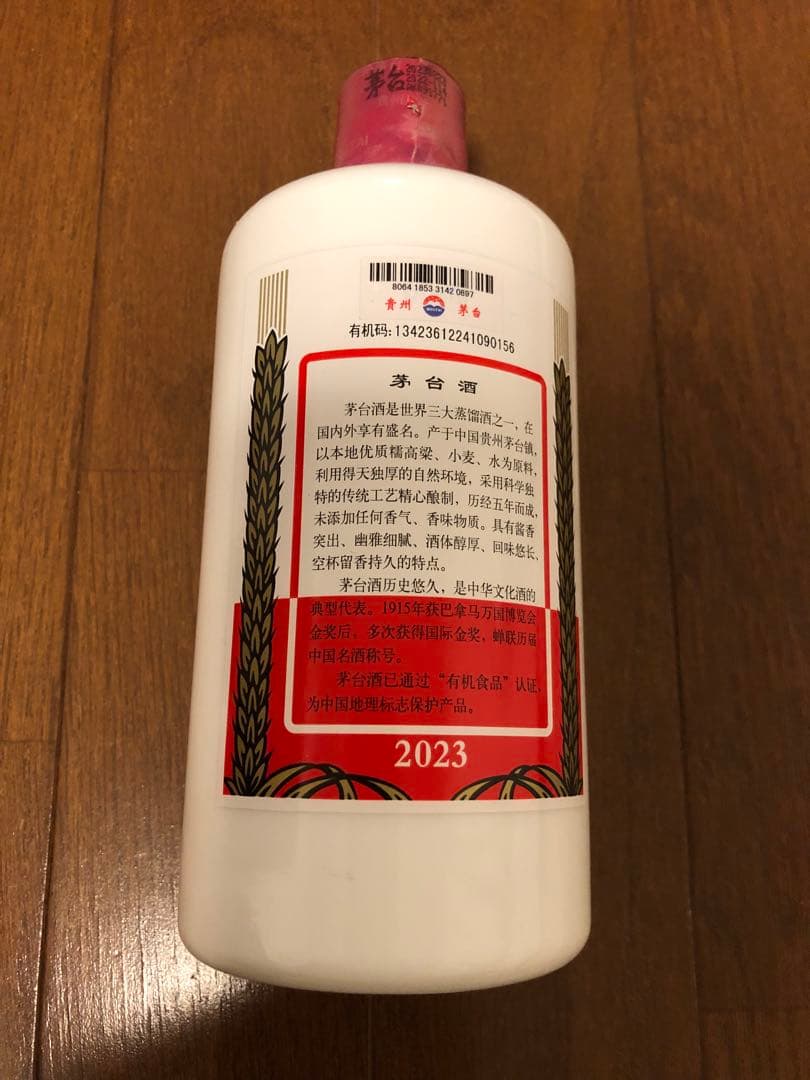 茅台
8064 1853 3142 0897
贵州 茅台
有机码:13423612241090156
茅台酒
茅台酒是世界三大蒸馏酒之一，在
国内外享有盛名。产于中国贵州茅台镇，
以本地优质糯高粱、小麦、水为原料，
利用得天独厚的自然环境，采用科学独
特的传统工艺精心酿制，历经五年而成，
未添加任何香气、香味物质。具有酱香
突出、幽雅细腻、酒体醇厚、回味悠长、
空杯留香持久的特点。
茅台酒历史悠久，是中华文化酒的
典型代表。1915年获巴拿马万国博览会
金奖后，多次获得国际金奖，蝉联历届
中国名酒称号。
茅台酒已通过“有机食品”认证，
为中国地理标志保护产品。
2023